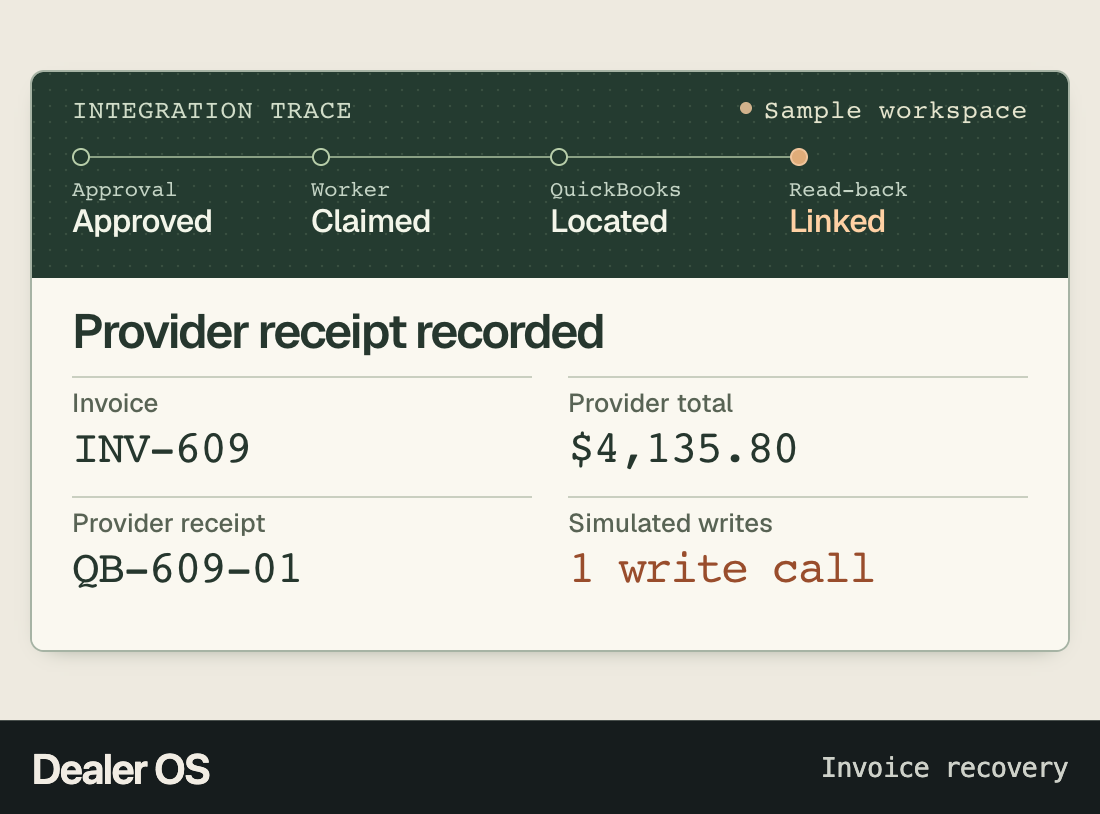 INTEGRATION TRACE
Sample workspace
Approval
Approved
Worker
Claimed
QuickBooks
Located
Read-back
Linked
Provider receipt recorded
Invoice
INV-609
Provider total
$4,135.80
Provider receipt
QB-609-01
Simulated writes
1 write call
Dealer OS
Invoice recovery